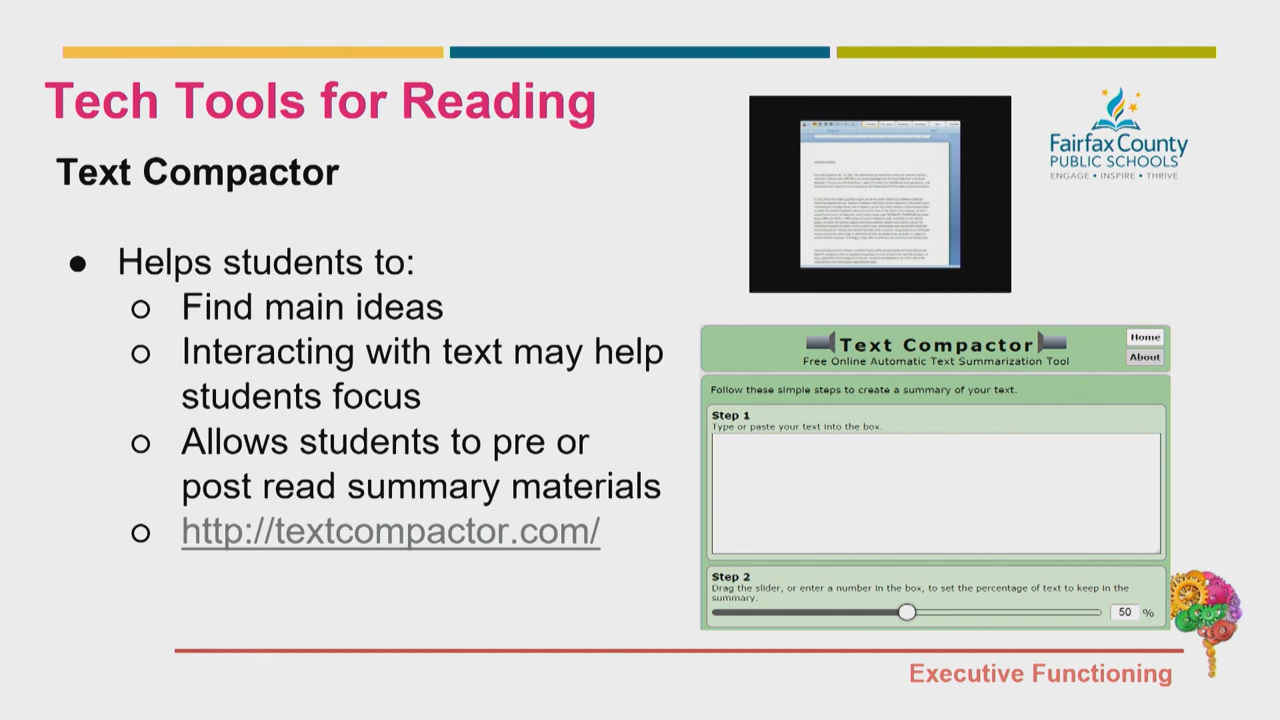 Tech Tools for Reading
Text Compactor
● Helps students to:
○ Find main ideas
○ Interacting with text may help
students focus
○ Allows students to pre or
post read summary materials
○ http://textcompactor.com/
Fairfax County
PUBLIC SCHOOLS
ENGAGE • INSPIRE • THRIVE
Text Compactor
Free Online Automatic Text Summarization Tool
Home
About
Follow these simple steps to create a summary of your text.
Step 1
Type or paste your text into the box.
Step 2
Drag the slider, or enter a number in the box, to set the percentage of text to keep in the
summary.
50 %
Executive Functioning